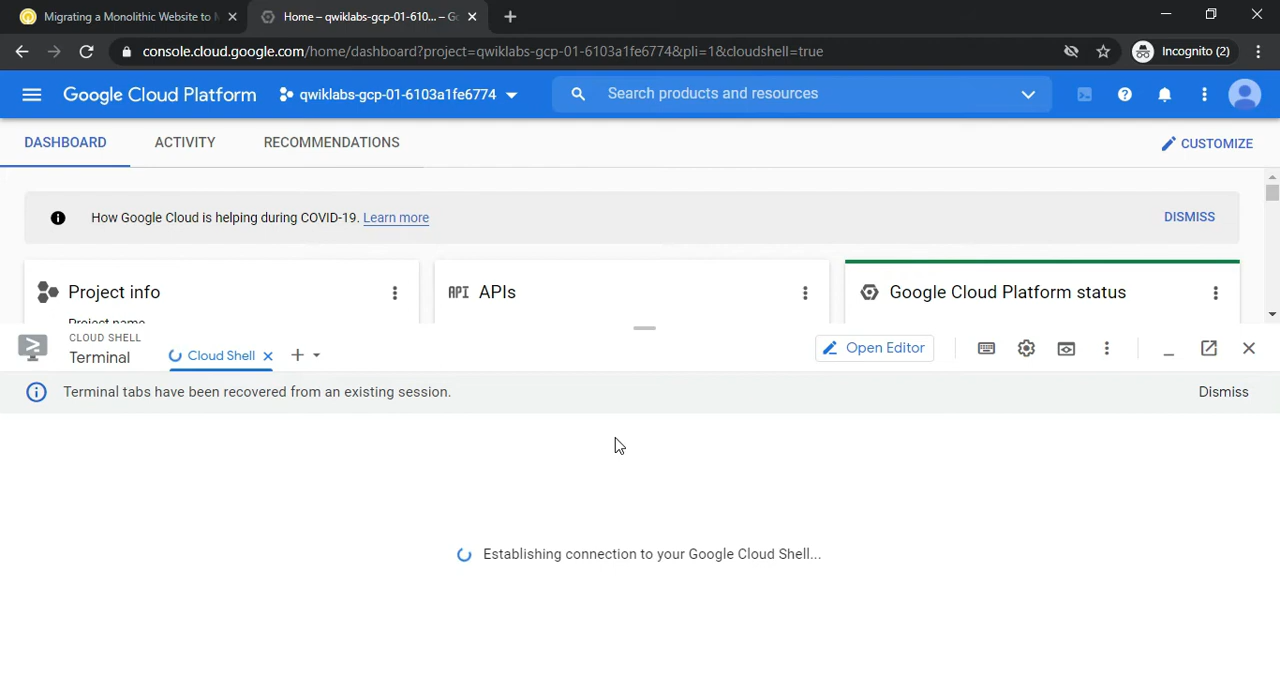 Migrating a Monolithic Website to
Home – qwiklabs-gcp-01-610... – Go
console.cloud.google.com/home/dashboard?project=qwiklabs-gcp-01-6103a1fe6774&pli=1&cloudshell=true
Incognito (2)
Google Cloud Platform
qwiklabs-gcp-01-6103a1fe6774
Search products and resources
DASHBOARD
ACTIVITY
RECOMMENDATIONS
CUSTOMIZE
How Google Cloud is helping during COVID-19. Learn more
DISMISS
Project info
API APIs
Google Cloud Platform status
Project name
CLOUD SHELL
Terminal
Cloud Shell
Open Editor
Terminal tabs have been recovered from an existing session.
Dismiss
Establishing connection to your Google Cloud Shell...